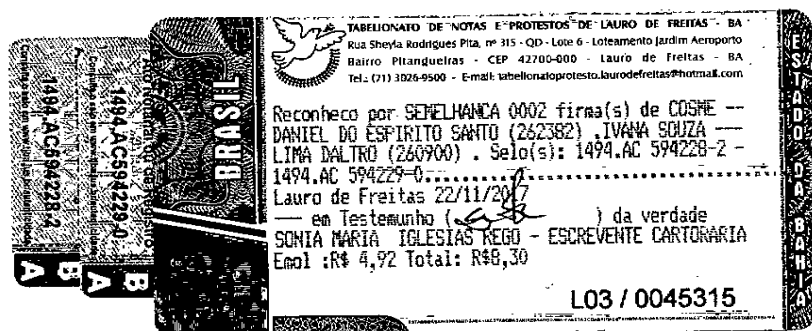 TABELIONATO DE NOTAS E PROTESTOS DE LAURO DE FREITAS - BA
Rua Sheyla Rodrigues Pita, nº 315 - QD - Lote 6 - Loteamento Jardim Aeroporto
Bairro Pitangueiras - CEP 42700-000 - Lauro de Freitas - BA
Tel.: (71) 3026-9500 - E-mail: tabelionatoprotesto.laurodefreitas@hotmail.com
Reconheco por SEMELHANCA 0002 firma(s) de COSME --
DANIEL DO ESPIRITO SANTO (262382) .IVANA SOUZA ---
LIMA DALTRO (260900) . Selo(s): 1494.AC 594228-2 -
1494.AC 594229-0
Lauro de Freitas 22/11/2017
--- em Testemunho ( ) da verdade
SONIA MARIA IGLESIAS REGO - ESCREVENTE CARTORARIA
Emol :R$ 4,92 Total: R$8,30
L03 / 0045315
BRASIL
ESTADO DA BAHIA
1494.AC594229-0
1494.AC594228-2
BA
BA